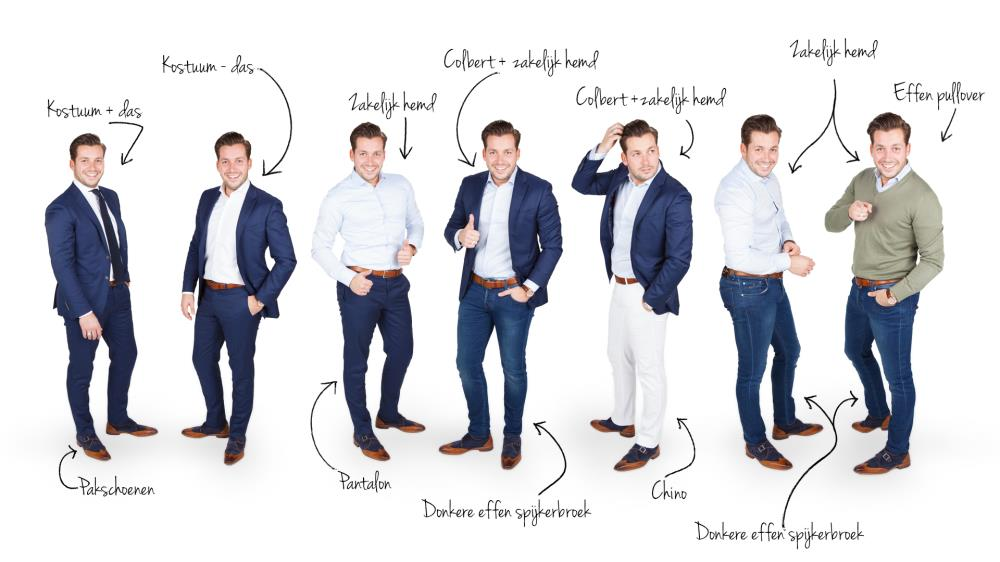 Kostuum + das
Kostuum - das
Zakelijk hemd
Colbert + zakelijk hemd
Colbert + zakelijk hemd
Zakelijk hemd
Effen pullover
Pakschoenen
Pantalon
Donkere effen spijkerbroek
Chino
Donkere effen spijkerbroek